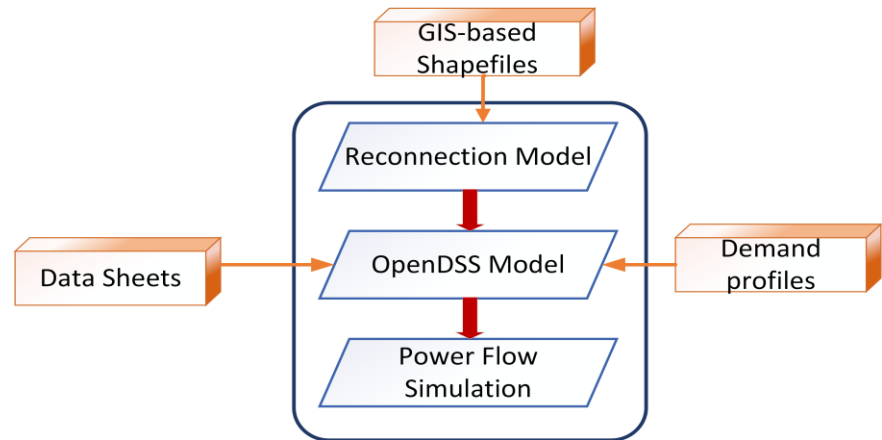 GIS-based
Shapefiles
Reconnection Model
Data Sheets
OpenDSS Model
Demand
profiles
Power Flow
Simulation